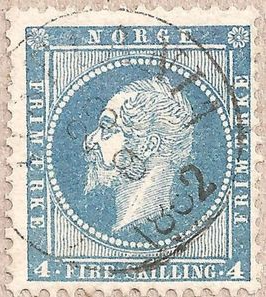 NORGE
FRIMÆRKE
FRIMÆRKE
4 · FIRE SKILLING · 4